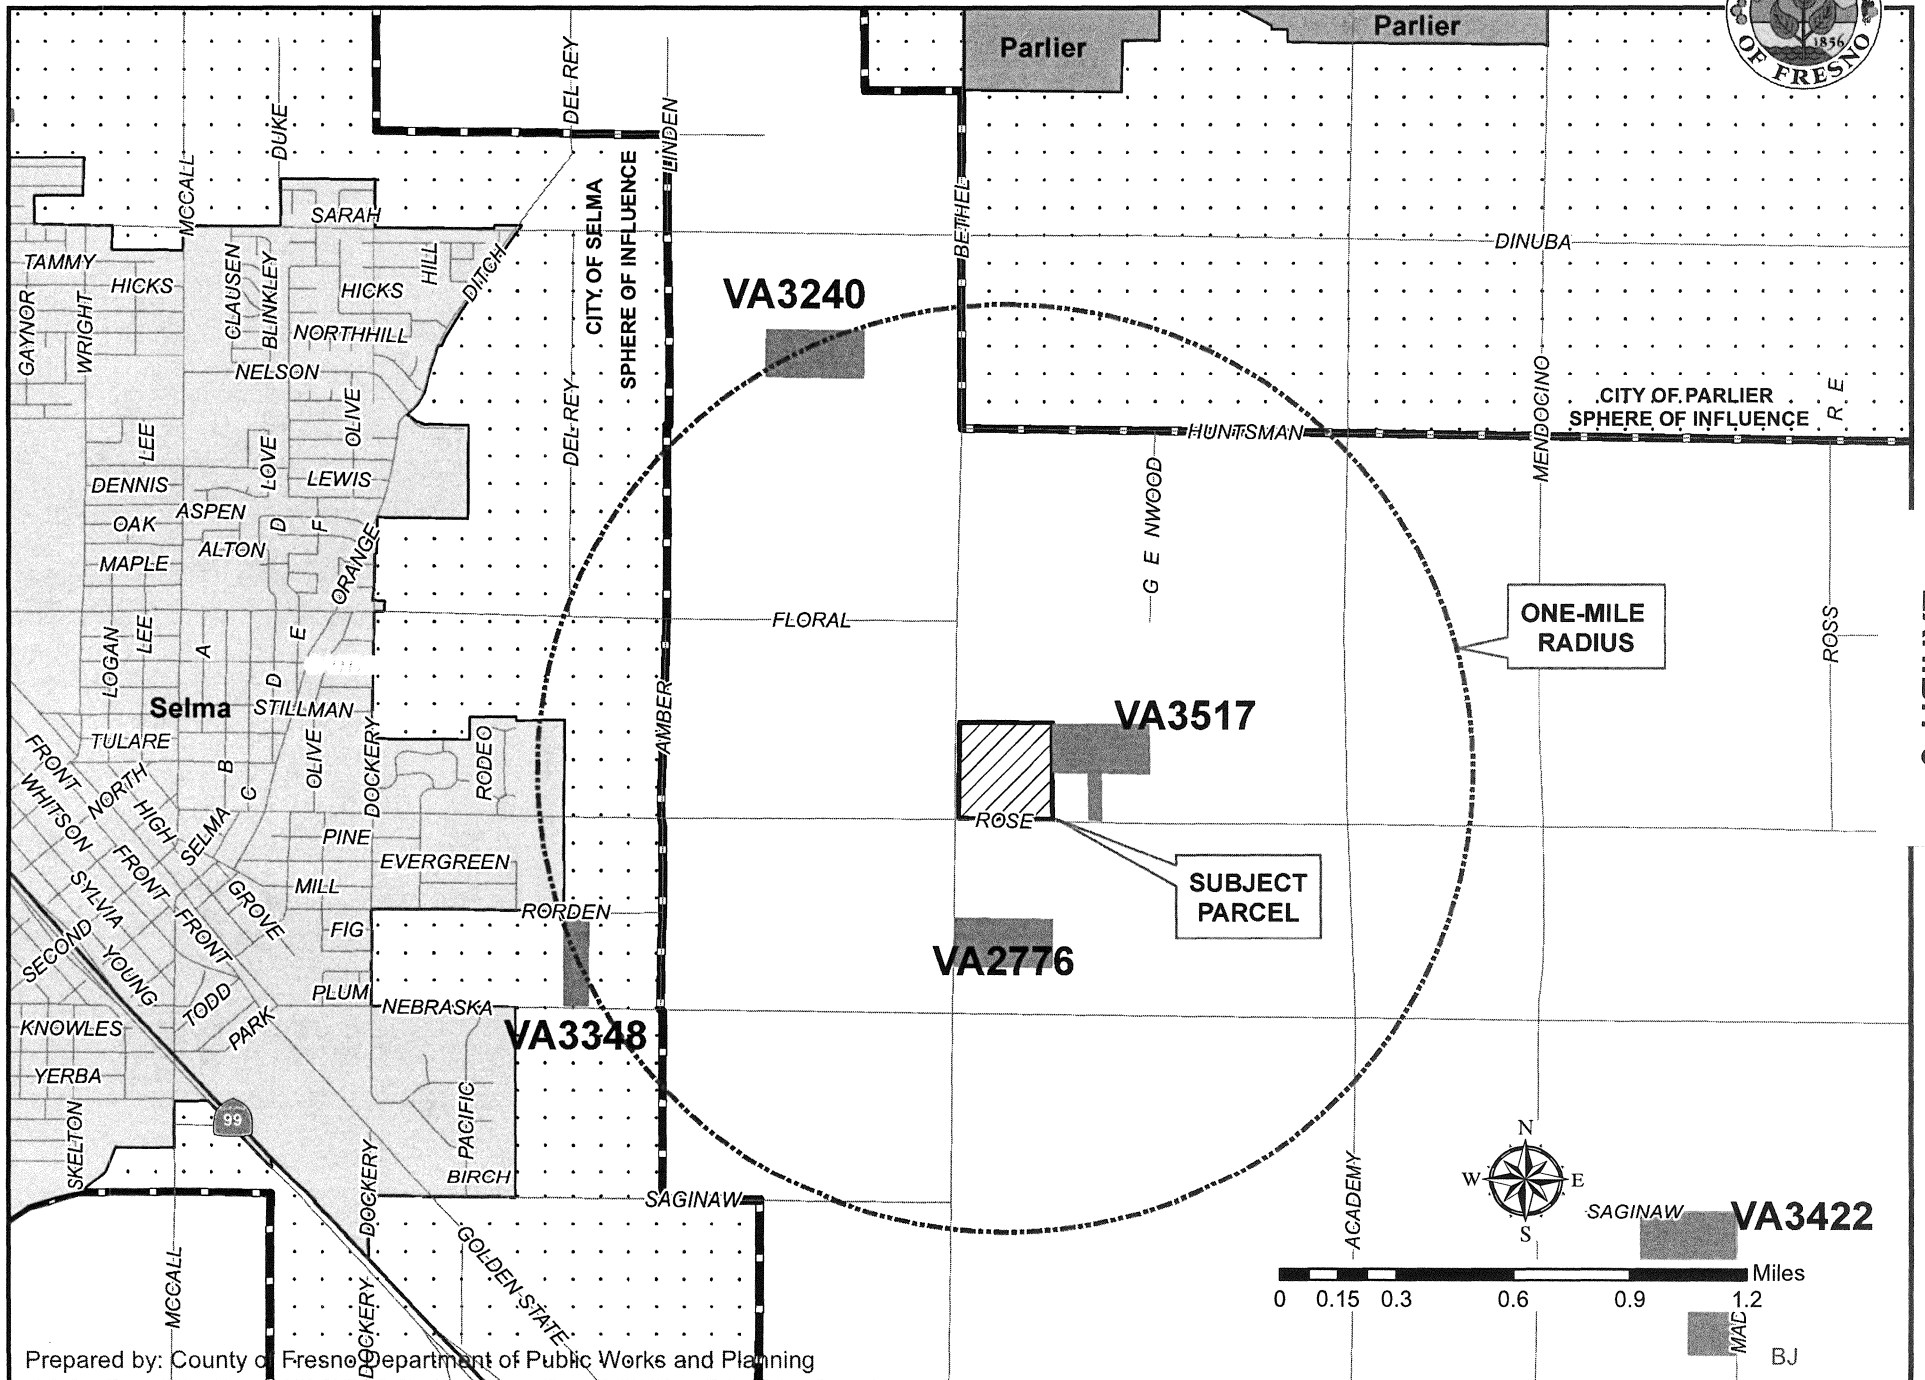 Parlier
Parlier
1856
OF FRESNO
DEL REY
LINDEN
DUKE
MCCALL
BETHEL
CITY OF SELMA
SPHERE OF INFLUENCE
SARAH
DINUBA
TAMMY
HICKS
CLAUSEN
BLINKLEY
HICKS
HILL
DITCH
VA3240
GAYNOR
WRIGHT
NORTHHILL
NELSON
OLIVE
DEL REY
MENDOCINO
CITY OF PARLIER
SPHERE OF INFLUENCE
R E
HUNTSMAN
LEE
LOVE
LEWIS
DENNIS
ASPEN
OAK
D
F
ALTON
MAPLE
ORANGE
G E NWOOD
ONE-MILE
RADIUS
FLORAL
ROSS
LOGAN
LEE
A
E
D
Selma
STILLMAN
AMBER
VA3517
TULARE
B
OLIVE
DOCKERY
RODEO
C
FRONT
NORTH
WHITSON
HIGH
SELMA
PINE
ROSE
EVERGREEN
FRONT
MILL
SUBJECT
PARCEL
SYLVIA
GROVE
FRONT
RORDEN
FIG
SECOND
YOUNG
VA2776
TODD
PLUM
NEBRASKA
KNOWLES
PARK
VA3348
YERBA
99
SKELTON
PACIFIC
BIRCH
DOCKERY
SAGINAW
ACADEMY
N
W
E
S
SAGINAW
VA3422
MCCALL
GOLDEN STATE
DOCKERY
Miles
0 0.15 0.3 0.6 0.9 1.2
MAD
Prepared by: County of Fresno Department of Public Works and Planning
BJ